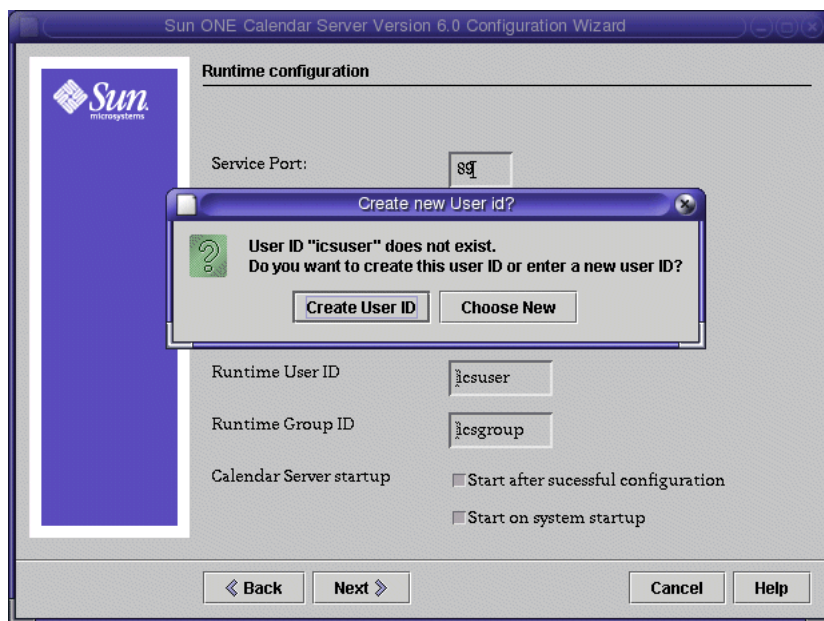 Sun ONE Calendar Server Version 6.0 Configuration Wizard
Sun
microsystems
Runtime configuration
Service Port:
89
Create new User id?
User ID "icsuser" does not exist.
Do you want to create this user ID or enter a new user ID?
Create User ID
Choose New
Runtime User ID
icsuser
Runtime Group ID
icsgroup
Calendar Server startup
Start after sucessful configuration
Start on system startup
Back
Next
Cancel
Help